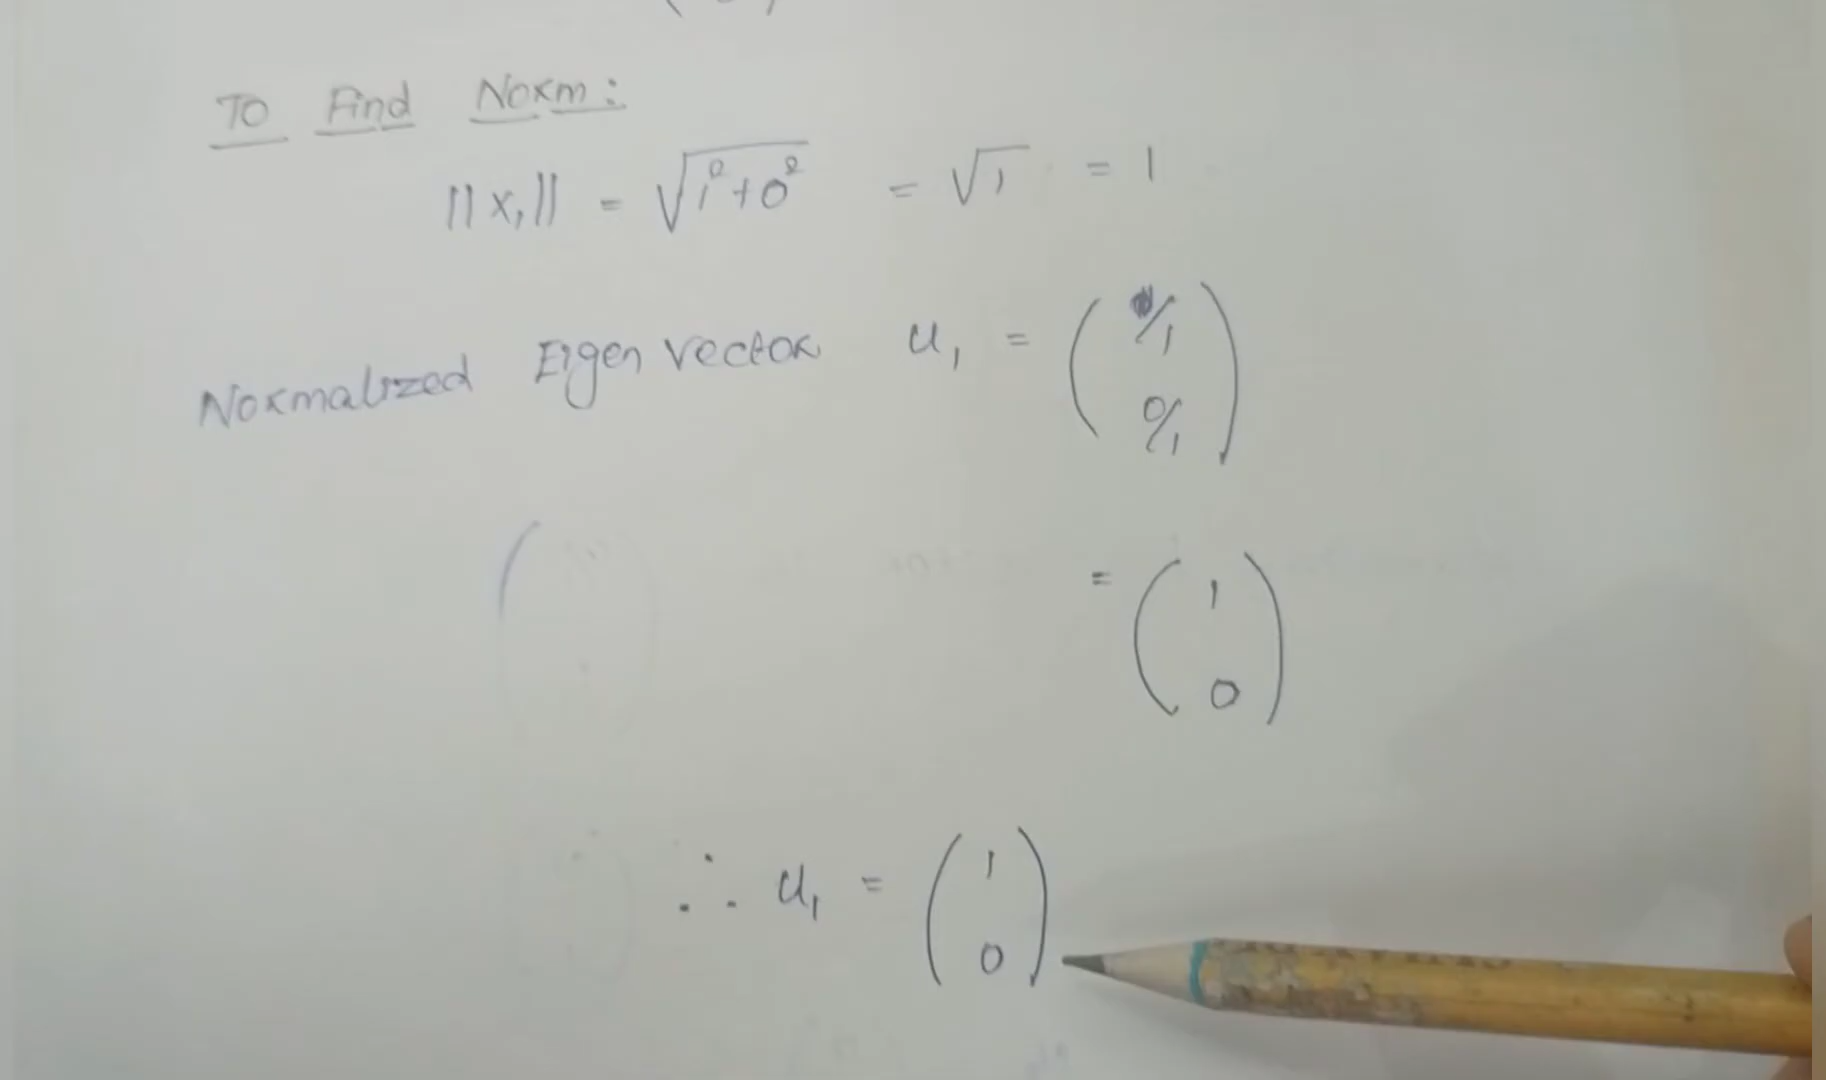 To Find Norm:
||x₁|| = √1²+0² = √1 = 1
Normalized Eigen vector u₁ = (1/1
0/1)
= (1
0)
∴ u₁ = (1
0)